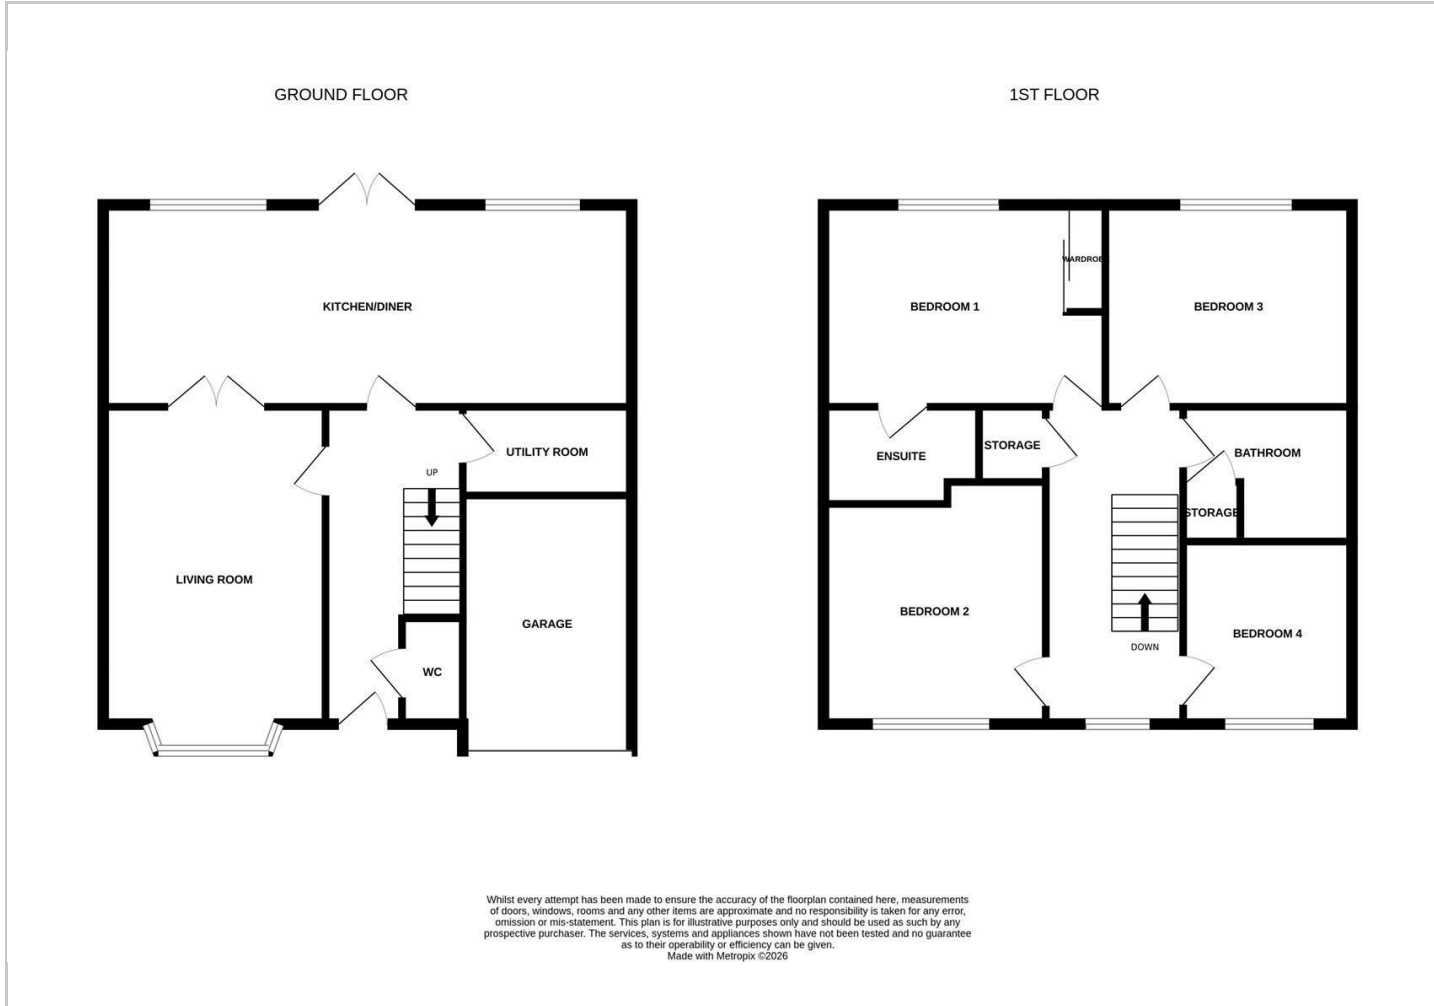 GROUND FLOOR
1ST FLOOR
KITCHEN/DINER
UTILITY ROOM
UP
LIVING ROOM
GARAGE
WC
BEDROOM 1
BEDROOM 3
STORAGE
ENSUITE
BATHROOM
STORAGE
BEDROOM 2
BEDROOM 4
DOWN
Whilst every attempt has been made to ensure the accuracy of the floorplan contained here, measurements
of doors, windows, rooms and any other items are approximate and no responsibility is taken for any error,
omission or mis-statement. This plan is for illustrative purposes only and should be used as such by any
prospective purchaser. The services, systems and appliances shown have not been tested and no guarantee
as to their operability or efficiency can be given.
Made with Metropix ©2026